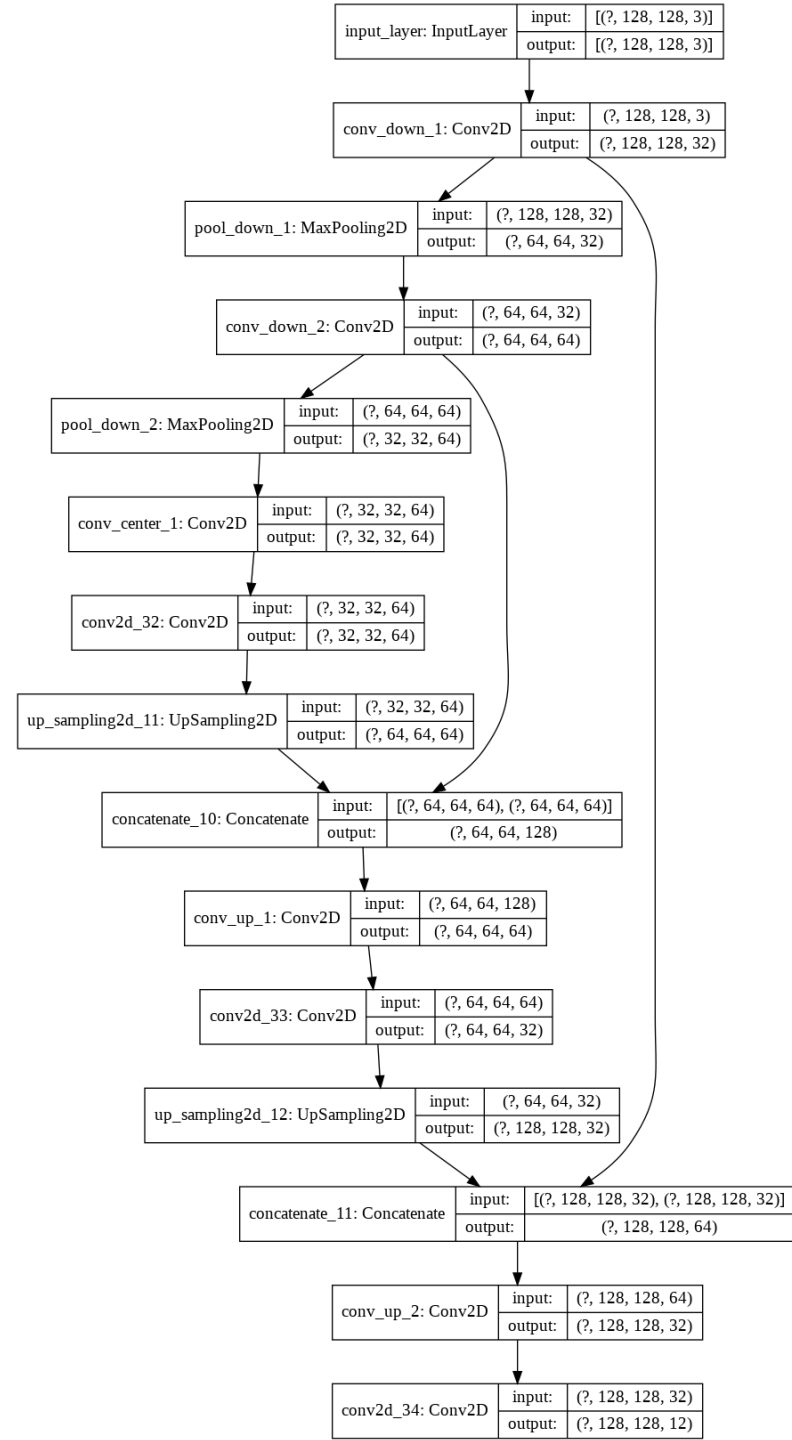 input_layer: InputLayer
input: [(?, 128, 128, 3)]
output: [(?, 128, 128, 3)]
conv_down_1: Conv2D
input: (?, 128, 128, 3)
output: (?, 128, 128, 32)
pool_down_1: MaxPooling2D
input: (?, 128, 128, 32)
output: (?, 64, 64, 32)
conv_down_2: Conv2D
input: (?, 64, 64, 32)
output: (?, 64, 64, 64)
pool_down_2: MaxPooling2D
input: (?, 64, 64, 64)
output: (?, 32, 32, 64)
conv_center_1: Conv2D
input: (?, 32, 32, 64)
output: (?, 32, 32, 64)
conv2d_32: Conv2D
input: (?, 32, 32, 64)
output: (?, 32, 32, 64)
up_sampling2d_11: UpSampling2D
input: (?, 32, 32, 64)
output: (?, 64, 64, 64)
concatenate_10: Concatenate
input: [(?, 64, 64, 64), (?, 64, 64, 64)]
output: (?, 64, 64, 128)
conv_up_1: Conv2D
input: (?, 64, 64, 128)
output: (?, 64, 64, 64)
conv2d_33: Conv2D
input: (?, 64, 64, 64)
output: (?, 64, 64, 32)
up_sampling2d_12: UpSampling2D
input: (?, 64, 64, 32)
output: (?, 128, 128, 32)
concatenate_11: Concatenate
input: [(?, 128, 128, 32), (?, 128, 128, 32)]
output: (?, 128, 128, 64)
conv_up_2: Conv2D
input: (?, 128, 128, 64)
output: (?, 128, 128, 32)
conv2d_34: Conv2D
input: (?, 128, 128, 32)
output: (?, 128, 128, 12)